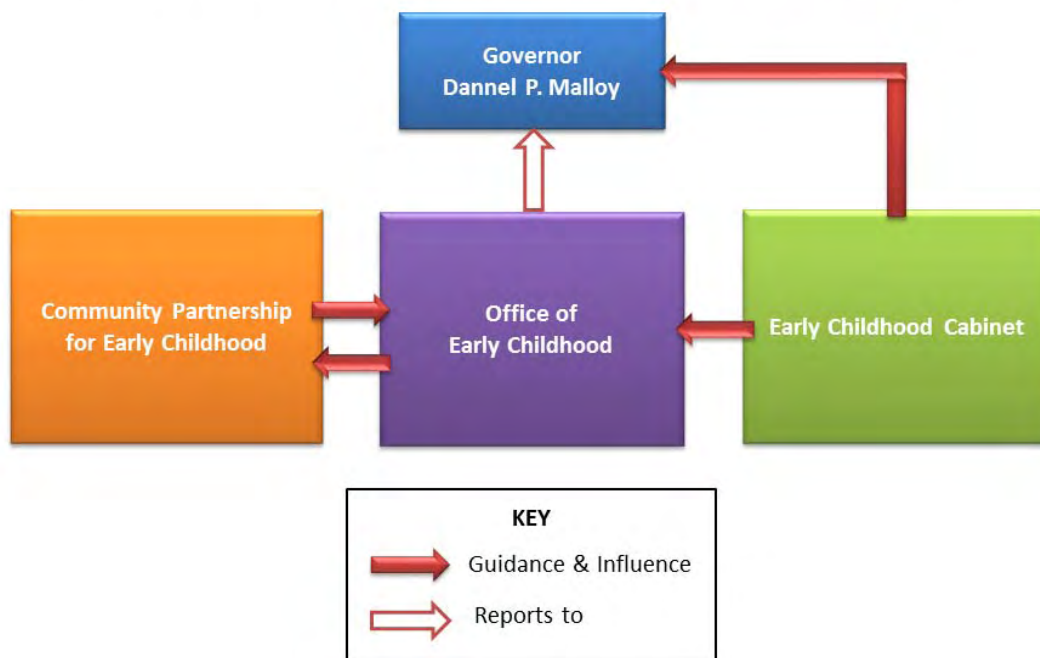 Governor
Dannel P. Malloy
Community Partnership
for Early Childhood
Office of
Early Childhood
Early Childhood Cabinet
KEY
Guidance & Influence
Reports to